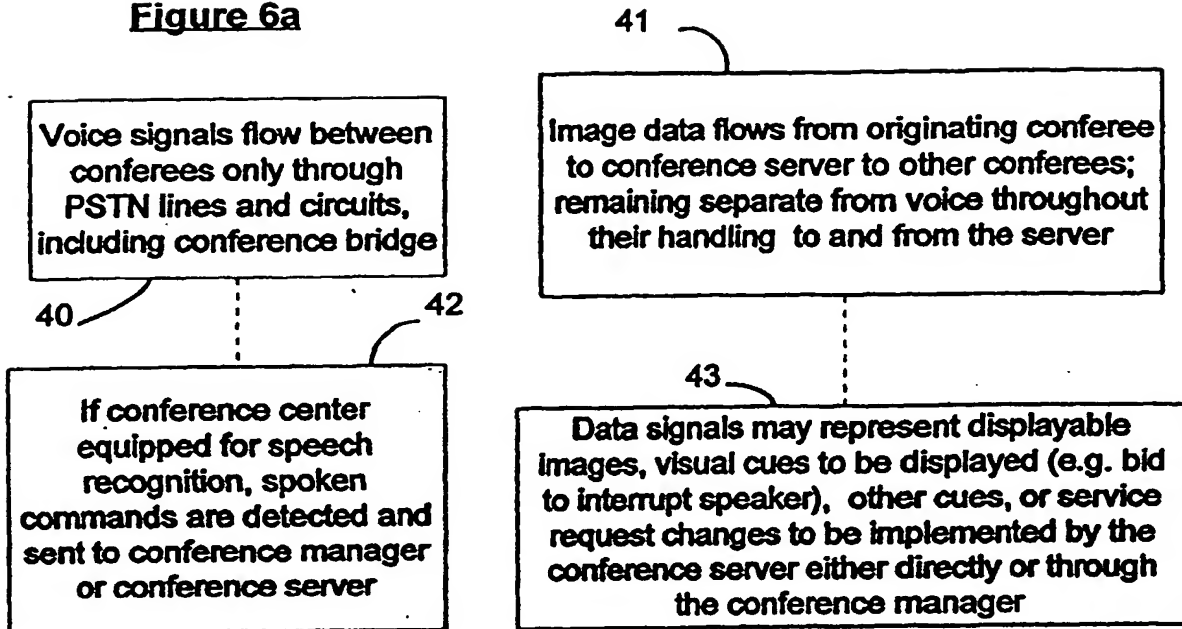 Figure 6a
Voice signals flow between
conferees only through
PSTN lines and circuits,
including conference bridge
40
41
Image data flows from originating conferee
to conference server to other conferees;
remaining separate from voice throughout
their handling to and from the server
42
If conference center
equipped for speech
recognition, spoken
commands are detected and
sent to conference manager
or conference server
43
Data signals may represent displayable
images, visual cues to be displayed (e.g. bid
to interrupt speaker), other cues, or service
request changes to be implemented by the
conference server either directly or through
the conference manager